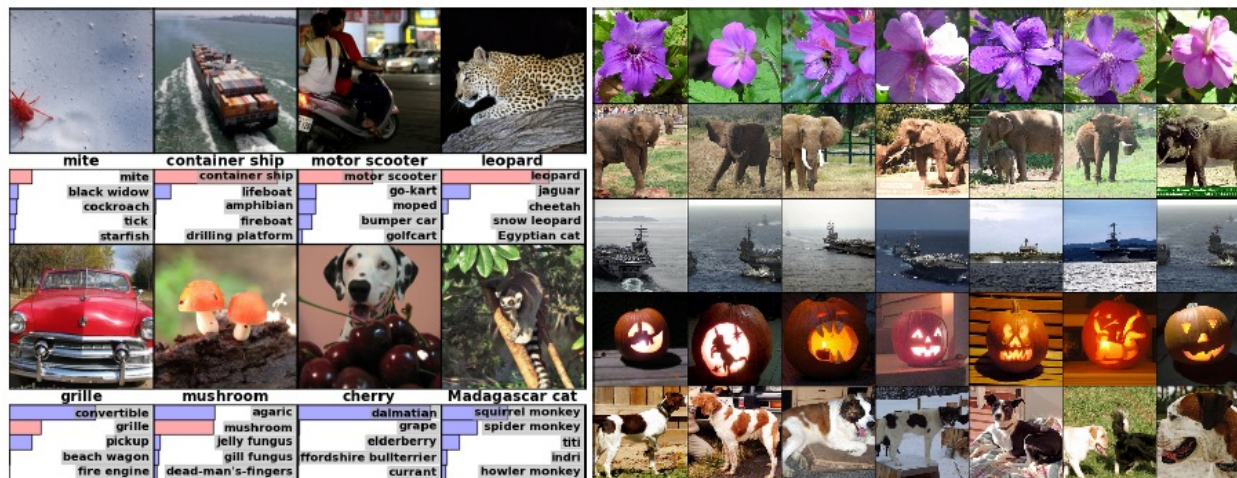 mite container ship motor scooter leopard
mite container ship motor scooter leopard
black widow lifeboat go-kart jaguar
cockroach amphibian moped cheetah
tick fireboat bumper car snow leopard
starfish drilling platform golfcart Egyptian cat
grille mushroom cherry Madagascar cat
convertible agaric dalmatian squirrel monkey
grille mushroom grape spider monkey
pickup jelly fungus elderberry titi
beach wagon gill fungus ffordshire bullterrier indri
fire engine dead-man's-fingers currant howler monkey